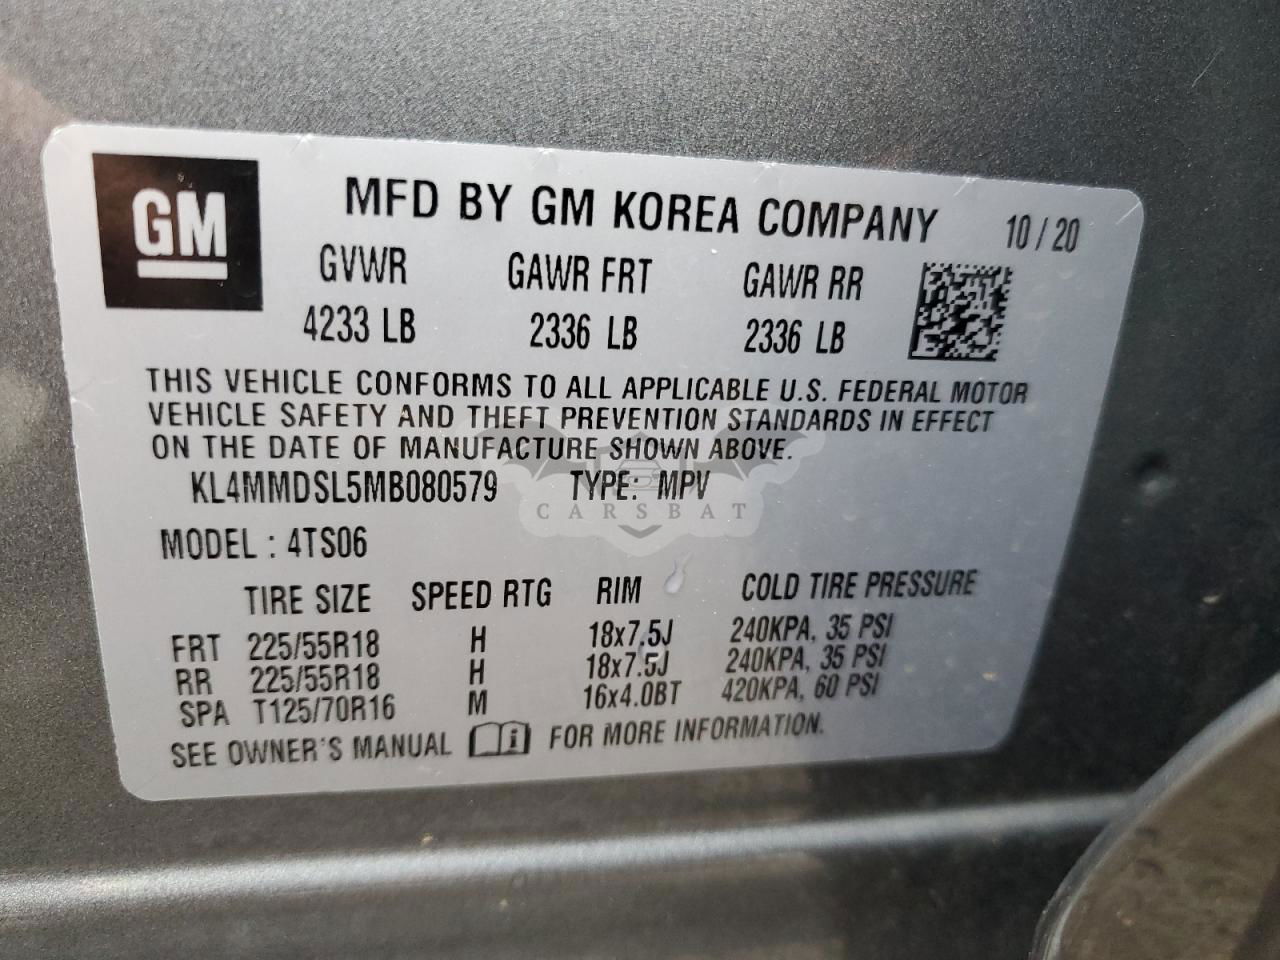 GM
MFD BY GM KOREA COMPANY 10/20
GVWR GAWR FRT GAWR RR
4233 LB 2336 LB 2336 LB
THIS VEHICLE CONFORMS TO ALL APPLICABLE U.S. FEDERAL MOTOR
VEHICLE SAFETY AND THEFT PREVENTION STANDARDS IN EFFECT
ON THE DATE OF MANUFACTURE SHOWN ABOVE.
KL4MMDSL5MB080579 TYPE: MPV
CARSBAT
MODEL : 4TS06
TIRE SIZE SPEED RTG RIM COLD TIRE PRESSURE
FRT 225/55R18 H 18x7.5J 240KPA, 35 PSI
RR 225/55R18 H 18x7.5J 240KPA, 35 PSI
SPA T125/70R16 M 16x4.0BT 420KPA, 60 PSI
SEE OWNER'S MANUAL i FOR MORE INFORMATION.